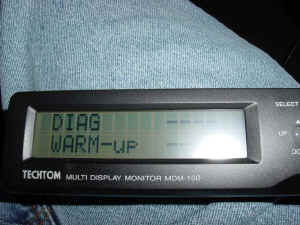 DIAG ----
WARM-UP ----
TECHTOM MULTI DISPLAY MONITOR MDM-100
SELECT
UP